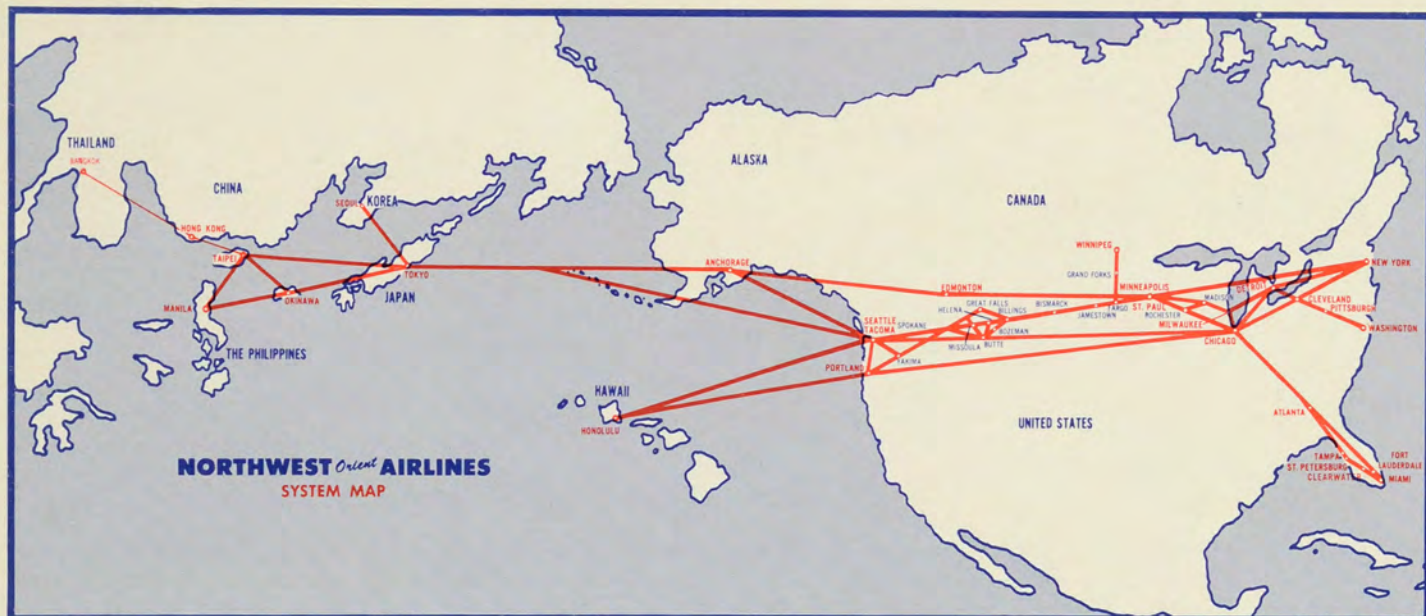 THAILAND
BANGKOK
CHINA
HONG KONG
TAIPEI
SEOUL
KOREA
TOKYO
JAPAN
OKINAWA
MANILA
THE PHILIPPINES
NORTHWEST Orient AIRLINES
SYSTEM MAP
ALASKA
ANCHORAGE
HAWAII
HONOLULU
CANADA
EDMONTON
WINNIPEG
GRAND FORKS
SEATTLE
TACOMA
PORTLAND
SPOKANE
YAKIMA
GREAT FALLS
HELENA
BILLINGS
BOZEMAN
BUTTE
MISSOULA
BISMARCH
JAMESTOWN
FARGO
MINNEAPOLIS
ST. PAUL
ROCHESTER
MADISON
MILWAUKEE
CHICAGO
DETROIT
NEW YORK
CLEVELAND
PITTSBURGH
WASHINGTON
UNITED STATES
ATLANTA
TAMPA
ST. PETERSBURG
CLEARWATER
FORT
LAUDERDALE
MIAMI